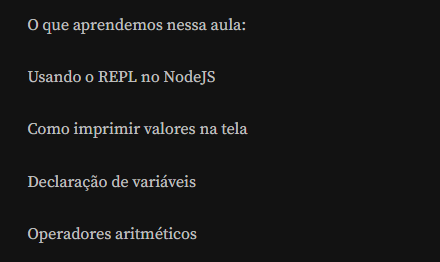 O que aprendemos nessa aula:
Usando o REPL no NodeJS
Como imprimir valores na tela
Declaração de variáveis
Operadores aritméticos